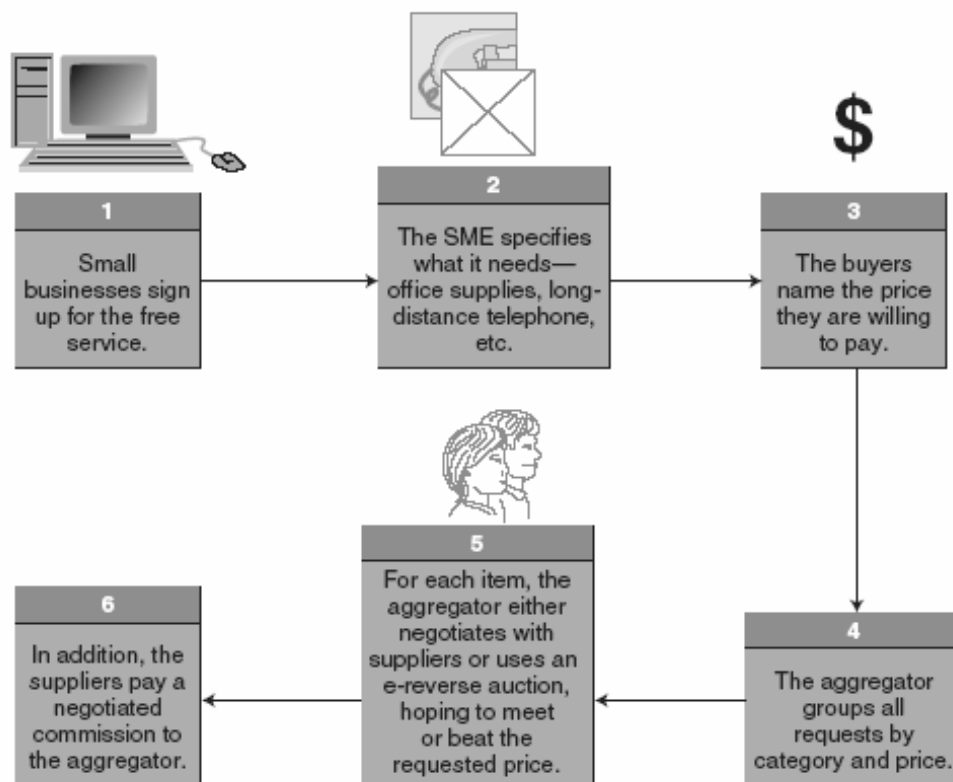 $
1
Small
businesses sign
up for the free
service.
2
The SME specifies
what it needs—
office supplies, long-
distance telephone,
etc.
3
The buyers
name the price
they are willing
to pay.
4
The aggregator
groups all
requests by
category and price.
5
For each item, the
aggregator either
negotiates with
suppliers or uses an
e-reverse auction,
hoping to meet
or beat the
requested price.
6
In addition, the
suppliers pay a
negotiated
commission to
the aggregator.